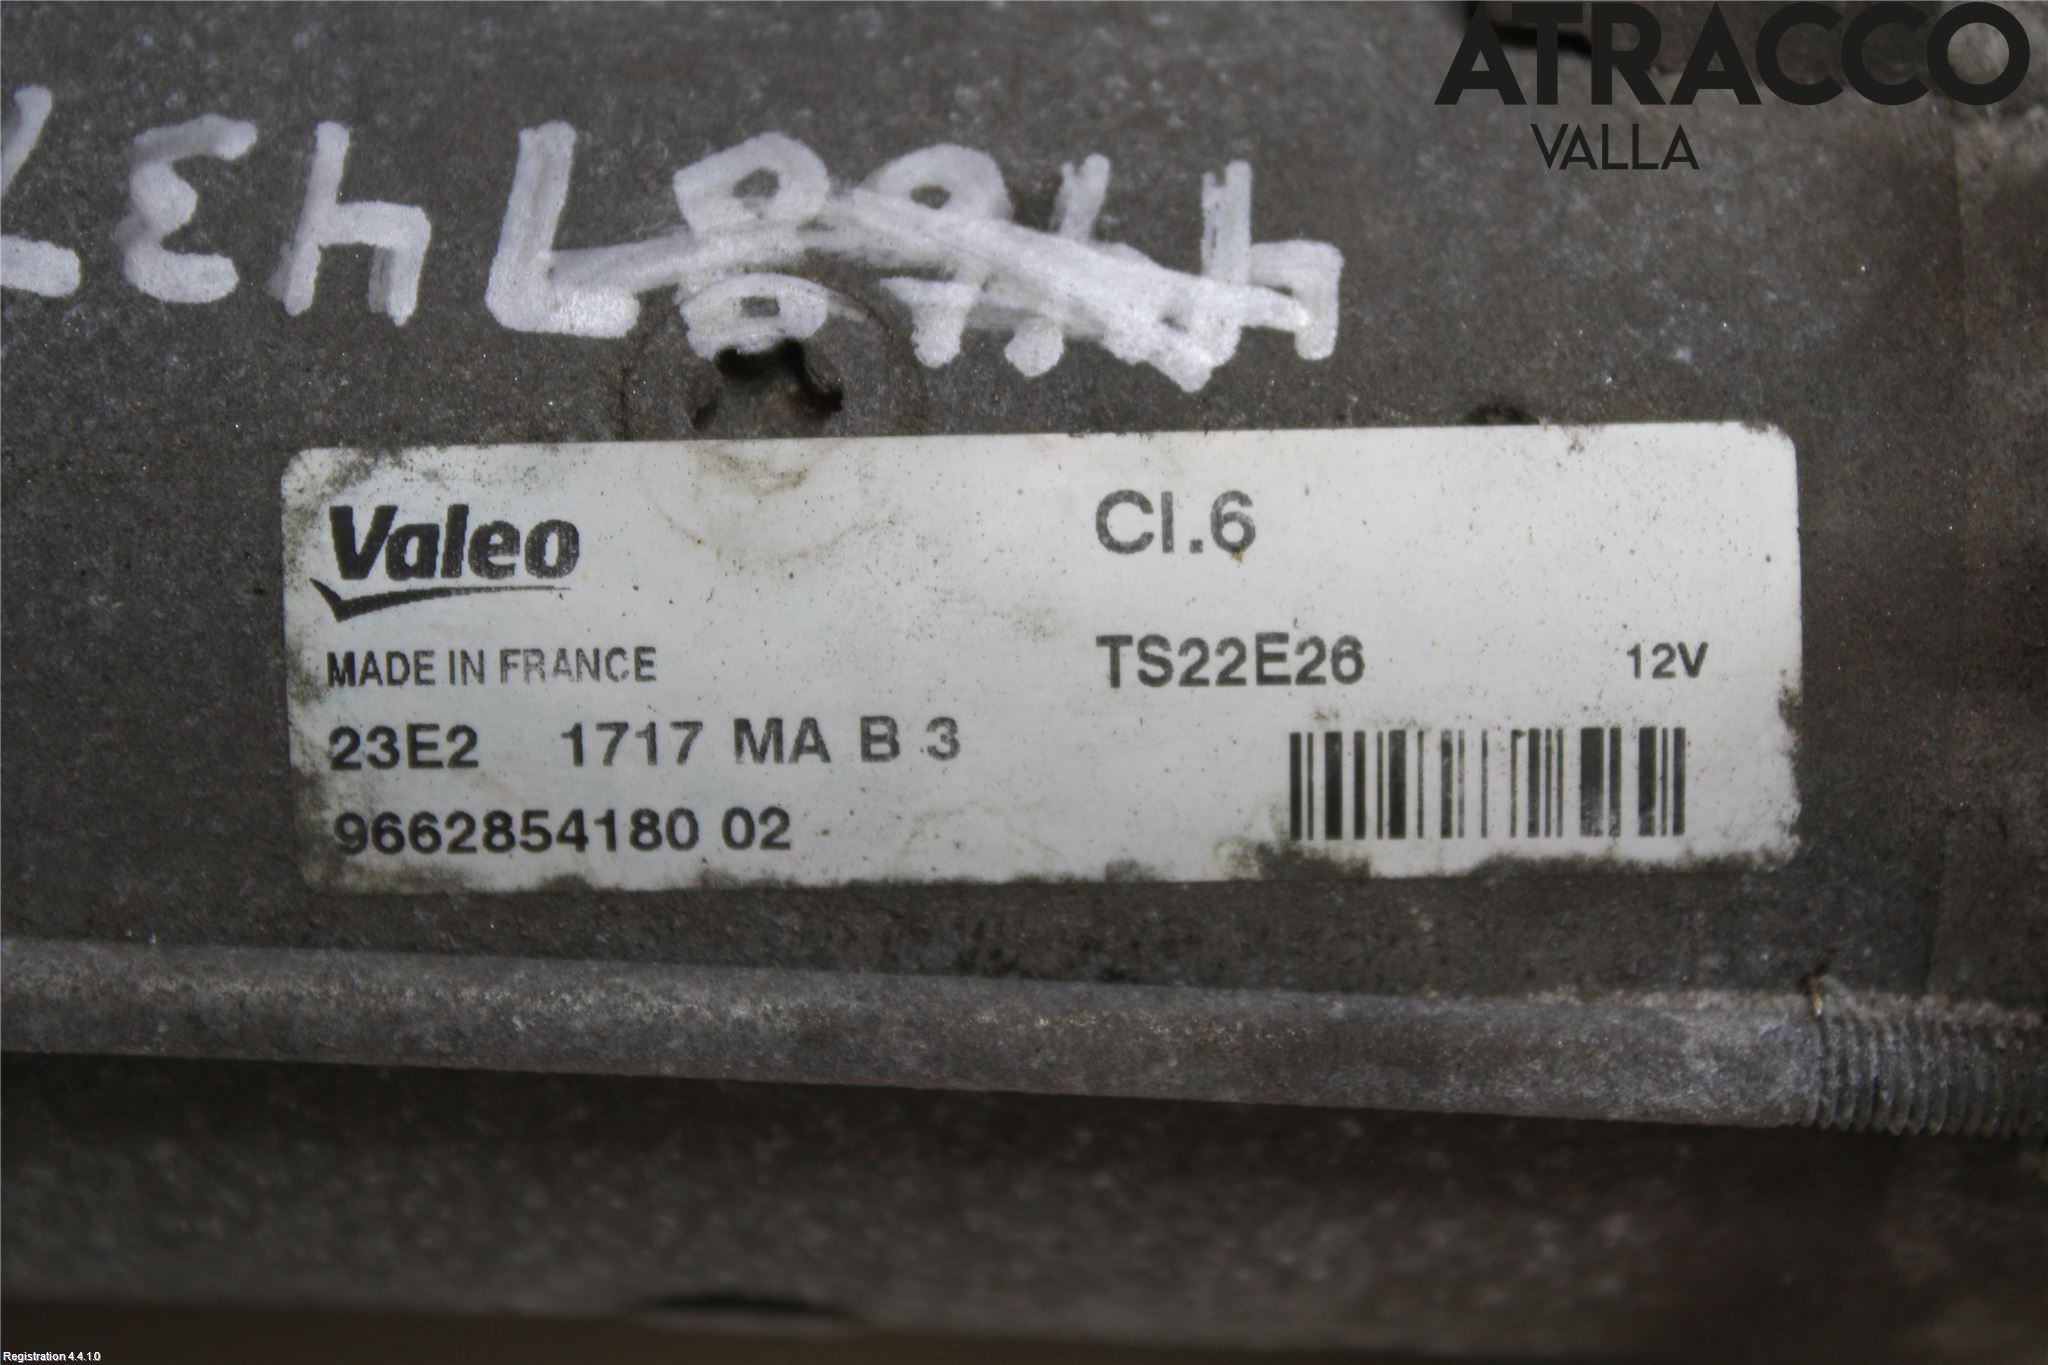 ATRACCO
VALLA
Valeo
Cl.6
MADE IN FRANCE
TS22E26
12V
23E2 1717 MA B 3
9662854180 02
Registration 4.4.1.0